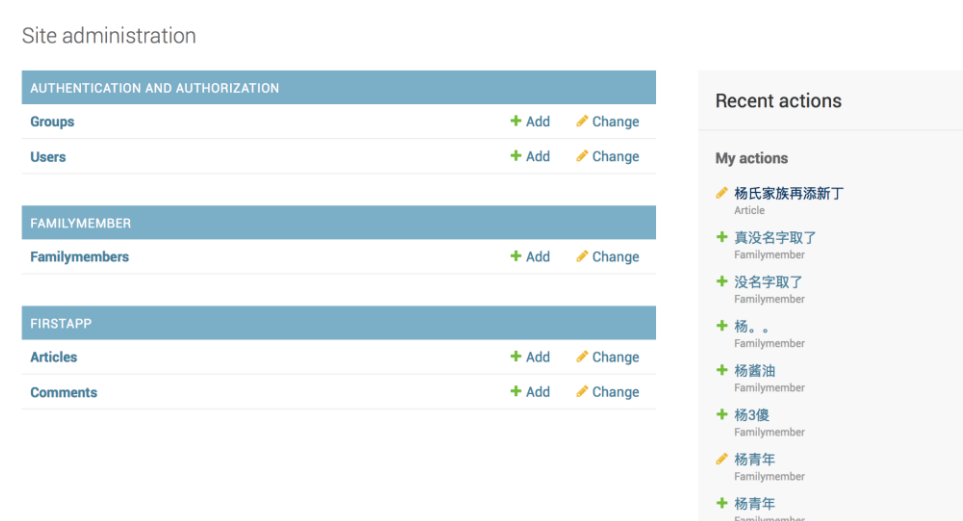 Site administration
AUTHENTICATION AND AUTHORIZATION
Groups Add Change
Users Add Change
FAMILYMEMBER
Familymembers Add Change
FIRSTAPP
Articles Add Change
Comments Add Change
Recent actions
My actions
杨氏家族再添新丁
Article
真没名字取了
Familymember
没名字取了
Familymember
杨。。
Familymember
杨酱油
Familymember
杨3傻
Familymember
杨青年
Familymember
杨青年
Familymember